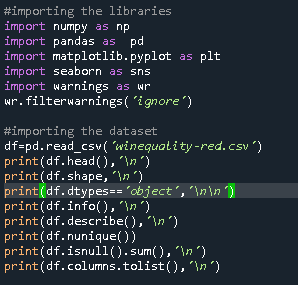 #importing the libraries
import numpy as np
import pandas as  pd
import matplotlib.pyplot as plt
import seaborn as sns
import warnings as wr
wr.filterwarnings('ignore')

#importing the dataset
df=pd.read_csv('winequality-red.csv')
print(df.head(),'\n')
print(df.shape,'\n')
print(df.dtypes=='object','\n\n')
print(df.info(),'\n')
print(df.describe(),'\n')
print(df.nunique())
print(df.isnull().sum(),'\n')
print(df.columns.tolist(),'\n')